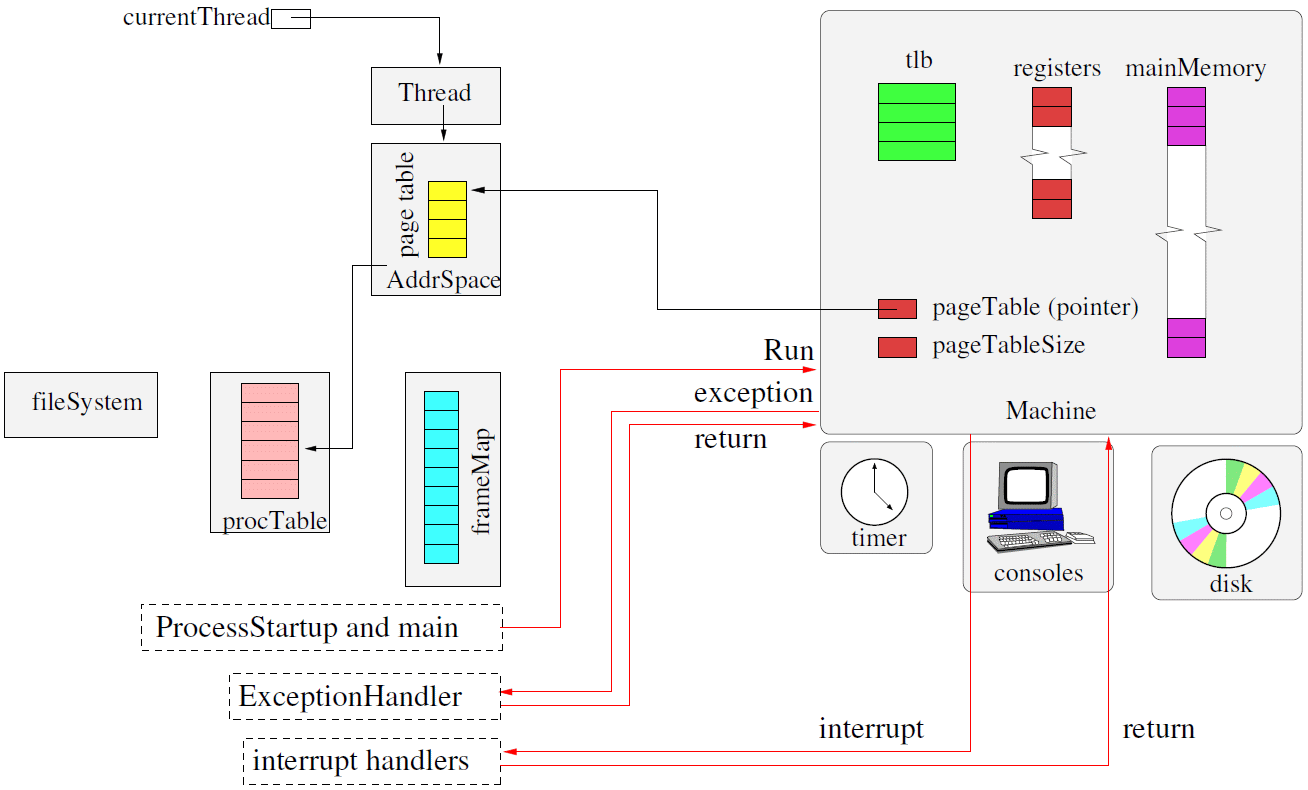 currentThread
Thread
page table
AddrSpace
tlb
registers
mainMemory
pageTable (pointer)
pageTableSize
Machine
Run
exception
return
fileSystem
procTable
frameMap
timer
consoles
disk
ProcessStartup and main
ExceptionHandler
interrupt handlers
interrupt
return